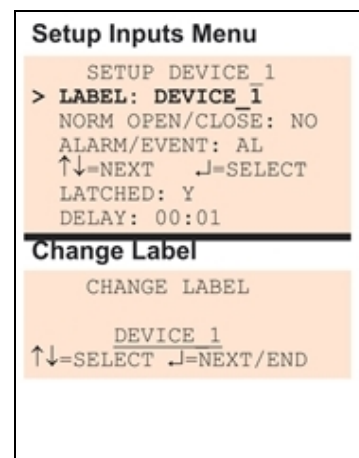 Setup Inputs Menu
SETUP DEVICE_1
> LABEL: DEVICE_1
NORM OPEN/CLOSE: NO
ALARM/EVENT: AL
↑↓=NEXT ↵=SELECT
LATCHED: Y
DELAY: 00:01
Change Label
CHANGE LABEL
DEVICE_1
↑↓=SELECT ↵=NEXT/END